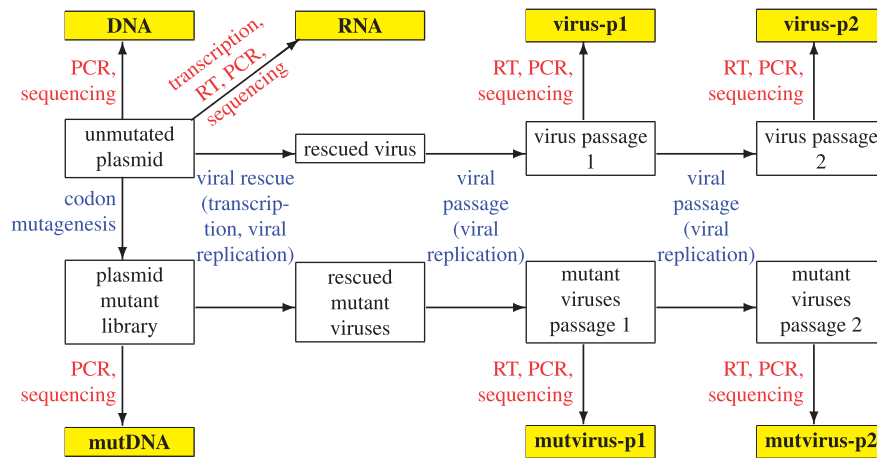 DNA
RNA
virus-p1
virus-p2
PCR,
sequencing
transcription,
RT, PCR,
sequencing
RT, PCR,
sequencing
RT, PCR,
sequencing
unmutated
plasmid
rescued virus
virus passage
1
virus passage
2
codon
mutagenesis
viral rescue
(transcrip-
tion, viral
replication)
viral
passage
(viral
replication)
viral
passage
(viral
replication)
plasmid
mutant
library
rescued
mutant
viruses
mutant
viruses
passage 1
mutant
viruses
passage 2
PCR,
sequencing
RT, PCR,
sequencing
RT, PCR,
sequencing
mutDNA
mutvirus-p1
mutvirus-p2